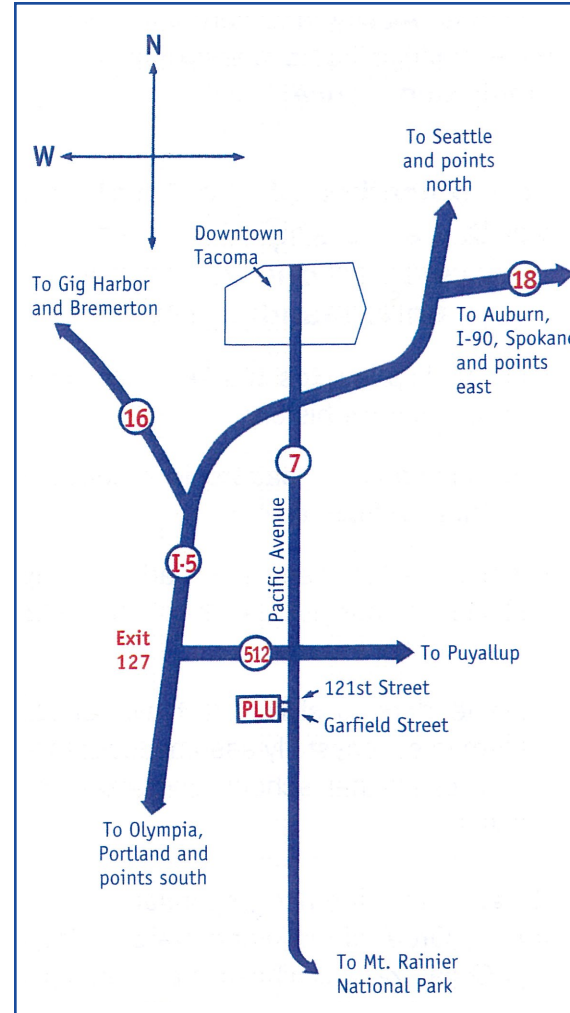 N
W
To Seattle
and points
north
Downtown
Tacoma
18
To Gig Harbor
and Bremerton
To Auburn,
I-90, Spokane
and points
east
16
7
Pacific Avenue
I-5
Exit
127
512
To Puyallup
121st Street
PLU
Garfield Street
To Olympia,
Portland and
points south
To Mt. Rainier
National Park